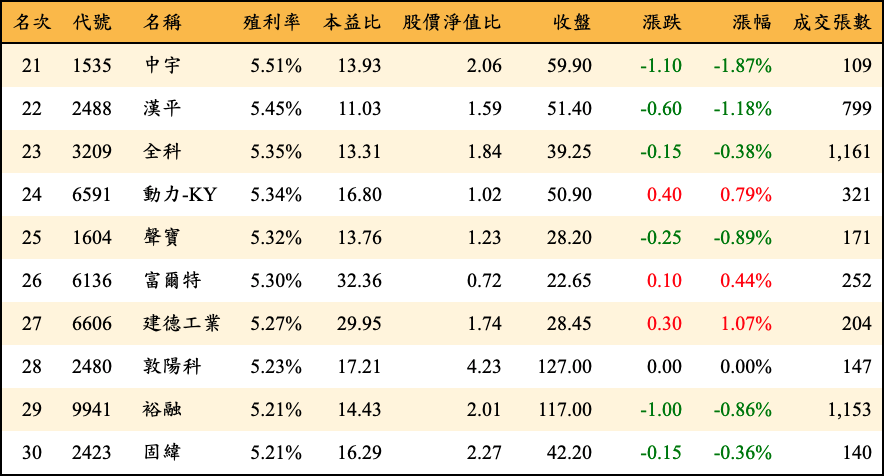 名次 代號 名稱 殖利率 本益比 股價淨值比 收盤 漲跌 漲幅 成交張數
21 1535 中宇 5.51% 13.93 2.06 59.90 -1.10 -1.87% 109
22 2488 漢平 5.45% 11.03 1.59 51.40 -0.60 -1.18% 799
23 3209 全科 5.35% 13.31 1.84 39.25 -0.15 -0.38% 1,161
24 6591 動力-KY 5.34% 16.80 1.02 50.90 0.40 0.79% 321
25 1604 聲寶 5.32% 13.76 1.23 28.20 -0.25 -0.89% 171
26 6136 富爾特 5.30% 32.36 0.72 22.65 0.10 0.44% 252
27 6606 建德工業 5.27% 29.95 1.74 28.45 0.30 1.07% 204
28 2480 敦陽科 5.23% 17.21 4.23 127.00 0.00 0.00% 147
29 9941 裕融 5.21% 14.43 2.01 117.00 -1.00 -0.86% 1,153
30 2423 固緯 5.21% 16.29 2.27 42.20 -0.15 -0.36% 140